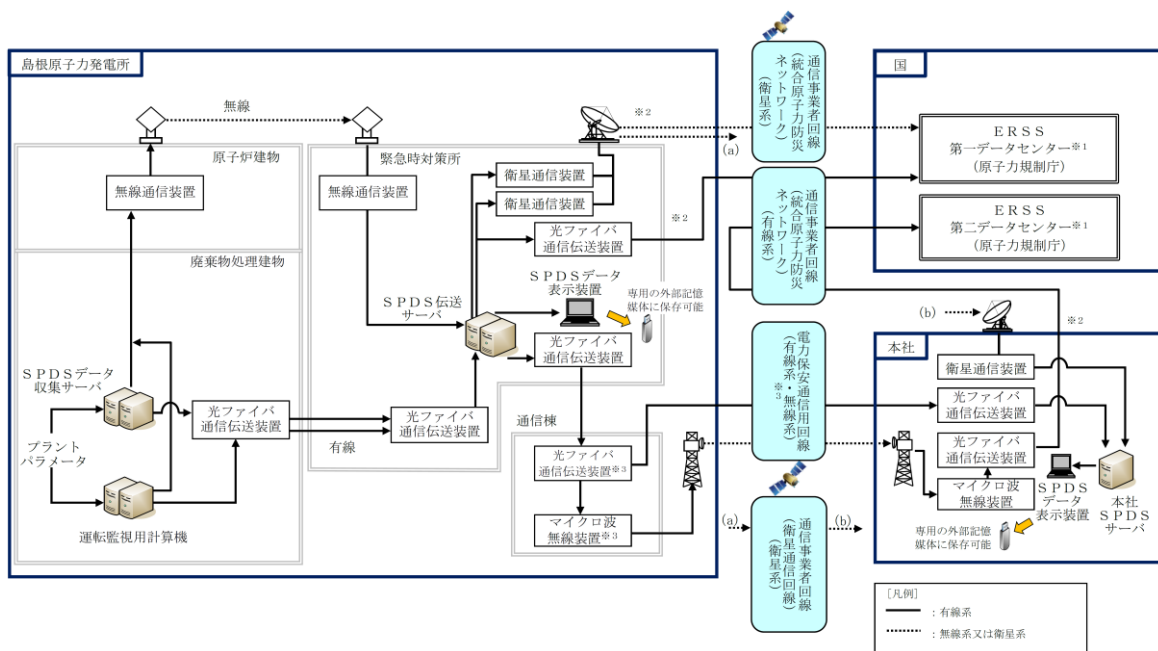 島根原子力発電所
無線
原子炉建物
無線通信装置
廃棄物処理建物
SPDSデータ
収集サーバ
プラント
パラメータ
運転監視用計算機
光ファイバ
通信伝送装置
有線
緊急時対策所
無線通信装置
衛星通信装置
衛星通信装置
光ファイバ
通信伝送装置
※2
※2
SPDS伝送
サーバ
SPDSデータ
表示装置
専用の外部記憶
媒体に保存可能
光ファイバ
通信伝送装置
光ファイバ
通信伝送装置
通信棟
光ファイバ
通信伝送装置※3
マイクロ波
無線装置※3
(a)
通信事業者回線
(統合原子力防災
ネットワーク)
(衛星系)
通信事業者回線
(統合原子力防災
ネットワーク)
(有線系)
電力保安通信用回線
(有線系・無線系)
※3
(a)
通信事業者回線
(衛星通信回線)
(衛星系)
(b)
国
ERSS
第一データセンター※1
(原子力規制庁)
ERSS
第二データセンター※1
(原子力規制庁)
(b)
※2
本社
衛星通信装置
光ファイバ
通信伝送装置
光ファイバ
通信伝送装置
マイクロ波
無線装置
SPDS
データ
表示装置
本社
SPDS
サーバ
専用の外部記憶
媒体に保存可能
[凡例]
:有線系
:無線系又は衛星系